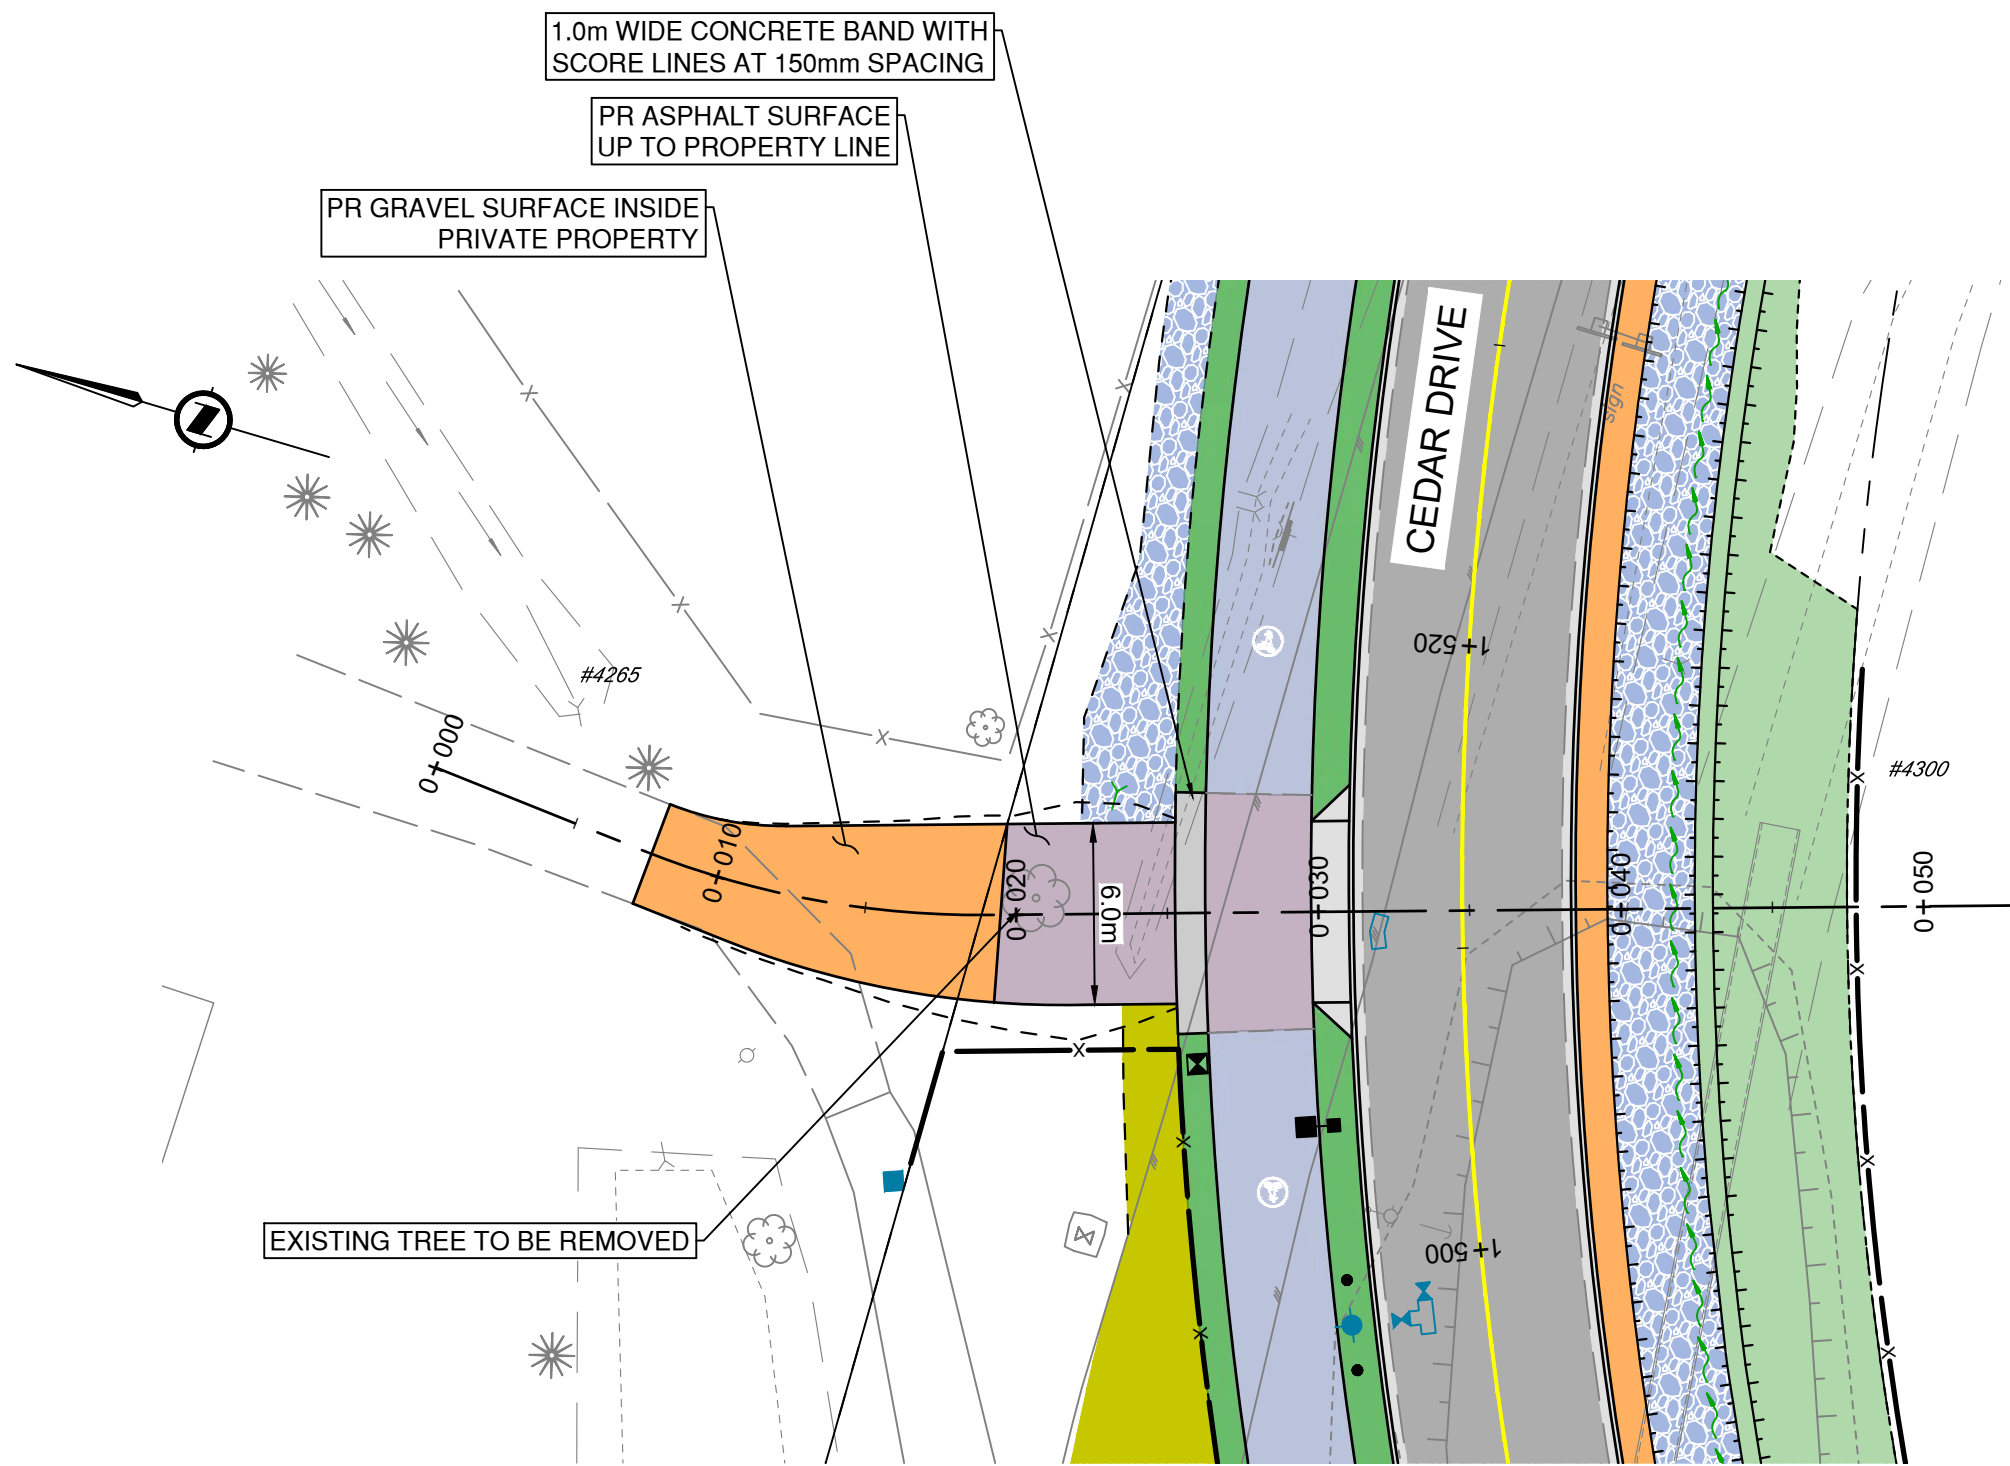 1.0m WIDE CONCRETE BAND WITH
SCORE LINES AT 150mm SPACING
PR ASPHALT SURFACE
UP TO PROPERTY LINE
PR GRAVEL SURFACE INSIDE
PRIVATE PROPERTY
CEDAR DRIVE
sign
1+520
#4265
0+000
#4300
0+010
0+020
6.0m
0+030
0+040
0+050
EXISTING TREE TO BE REMOVED
1+500